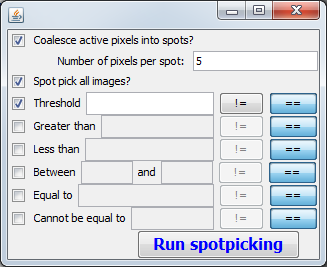 Coalesce active pixels into spots?
Number of pixels per spot: 5
Spot pick all images?
Threshold != ==
Greater than != ==
Less than != ==
Between and != ==
Equal to != ==
Cannot be equal to != ==
Run spotpicking